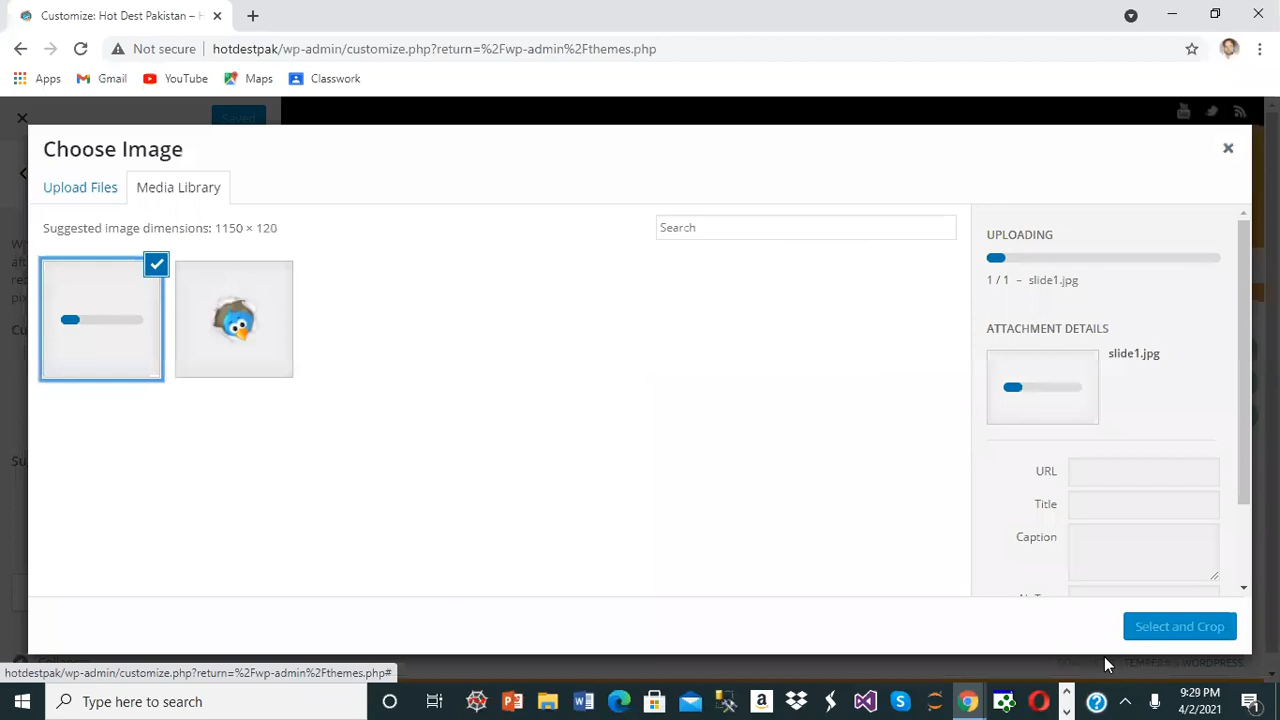 Customize: Hot Dest Pakistan – H
Not secure
hotdestpak/wp-admin/customize.php?return=%2Fwp-admin%2Fthemes.php
Apps
Gmail
YouTube
Maps
Classwork
Saved
Choose Image
Upload Files
Media Library
Suggested image dimensions: 1150 × 120
Search
UPLOADING
1 / 1 – slide1.jpg
ATTACHMENT DETAILS
slide1.jpg
URL
Title
Caption
Select and Crop
hotdestpak/wp-admin/customize.php?return=%2Fwp-admin%2Fthemes.php#
WORDPRESS.
Type here to search
9:29 PM
4/2/2021